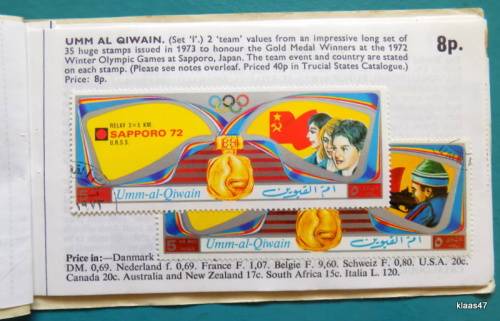 UMM AL QIWAIN. (Set 'I'.) 2 'team' values from an impressive long set of
35 huge stamps issued in 1973 to honour the Gold Medal Winners at the 1972
Winter Olympic Games at Sapporo, Japan. The team event and country are stated
on each stamp. (Please see notes overleaf. Priced 40p in Trucial States Catalogue.)
Price: 8p.
8p.
RELAY 3×5 KM
SAPPORO 72
U.R.S.S.
Umm-al-Qiwain
أم القيوين
5
Umm-al-Qiwain
أم القيوين
Price in:—Danmark
DM. 0,69. Nederland f. 0,69. France F. 1,07. Belgie F. 9,60. Schweiz F. 0,80. U.S.A. 20c.
Canada 20c. Australia and New Zealand 17c. South Africa 15c. Italia L. 120.
klaas47